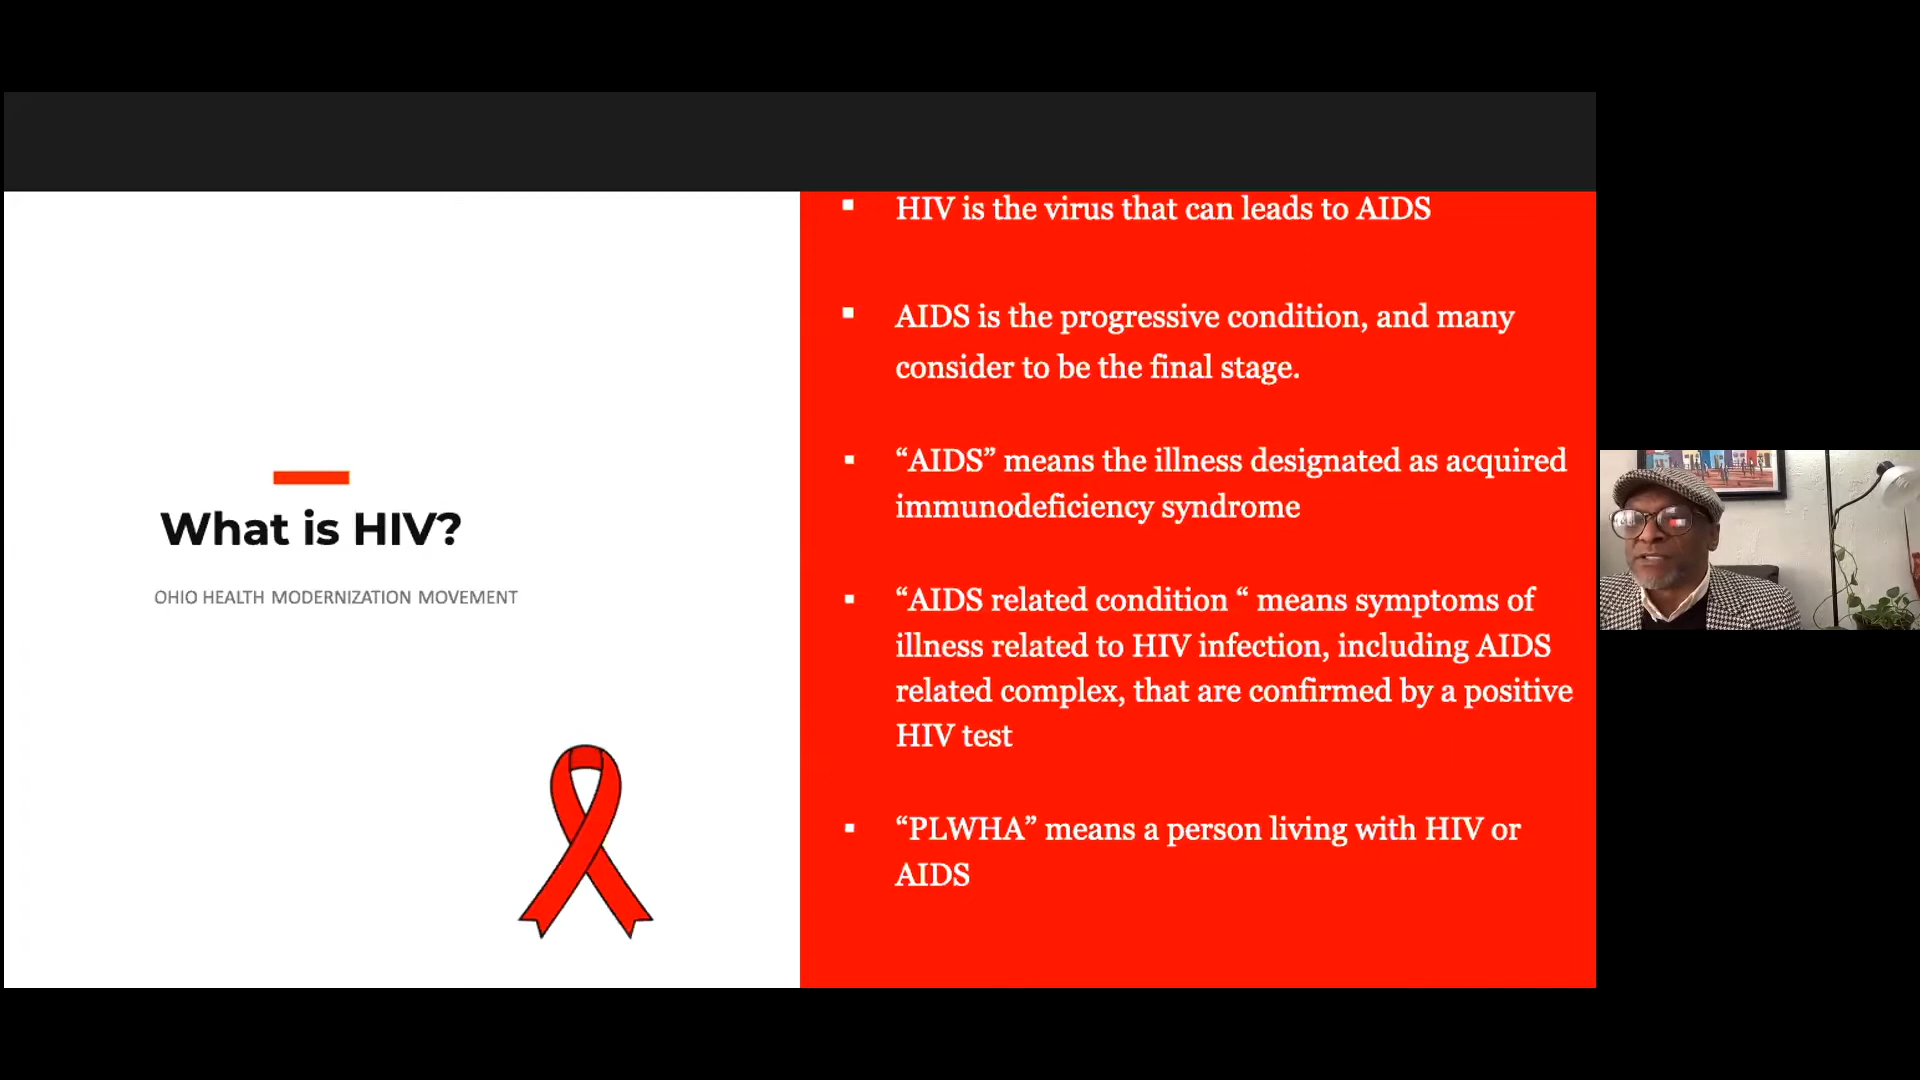 What is HIV?
OHIO HEALTH MODERNIZATION MOVEMENT
▪ HIV is the virus that can leads to AIDS
▪ AIDS is the progressive condition, and many
consider to be the final stage.
▪ “AIDS” means the illness designated as acquired
immunodeficiency syndrome
▪ “AIDS related condition “ means symptoms of
illness related to HIV infection, including AIDS
related complex, that are confirmed by a positive
HIV test
▪ “PLWHA” means a person living with HIV or
AIDS